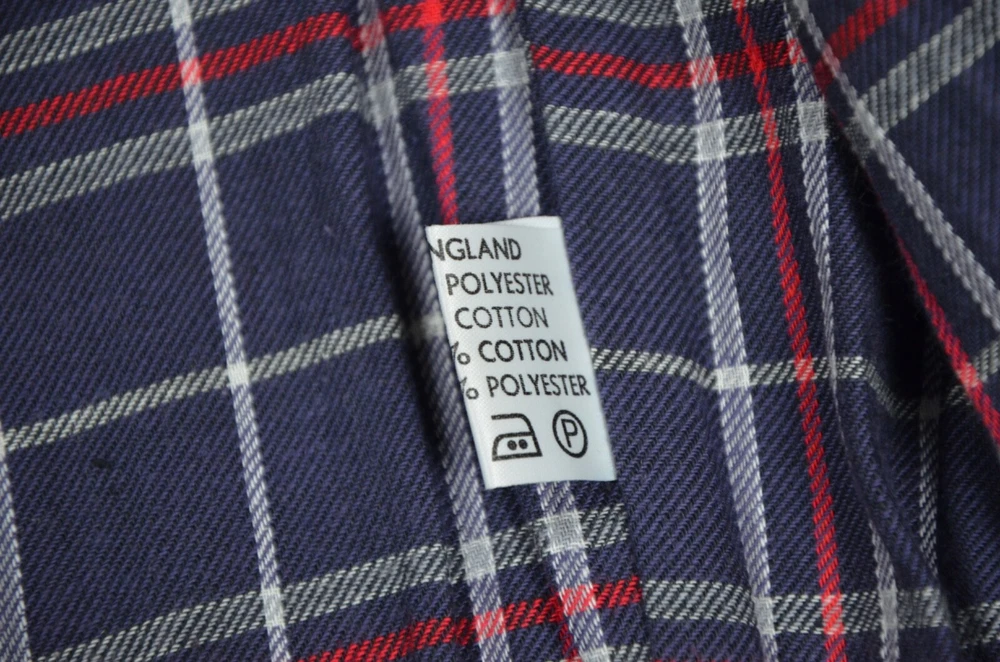 NGLAND
POLYESTER
COTTON
% COTTON
% POLYESTER
P